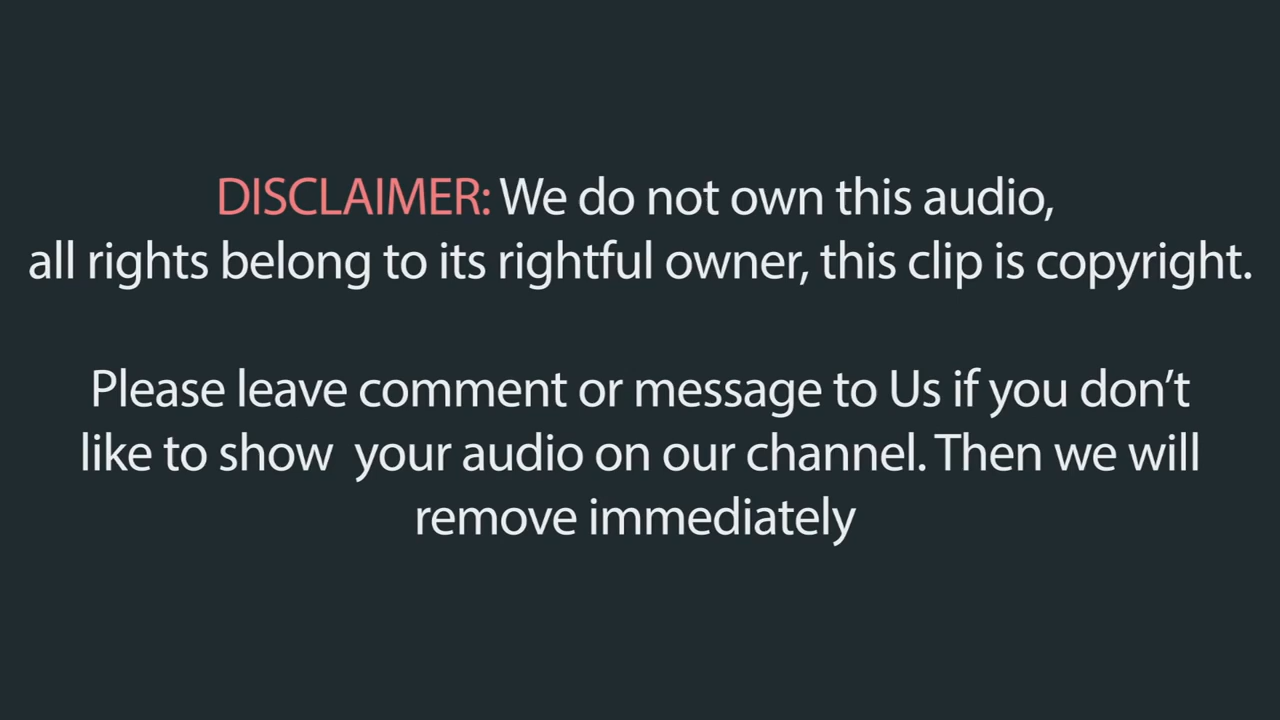 DISCLAIMER: We do not own this audio,
all rights belong to its rightful owner, this clip is copyright.
Please leave comment or message to Us if you don’t
like to show  your audio on our channel. Then we will
remove immediately